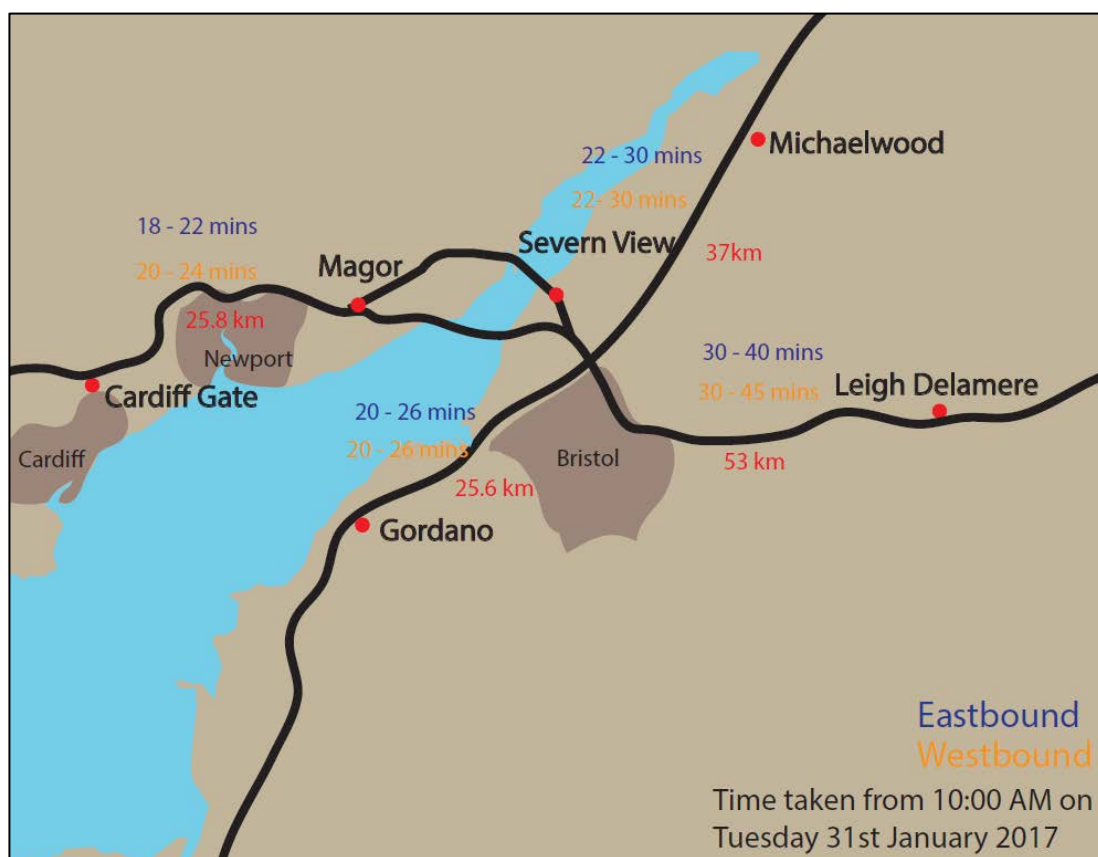 Michaelwood
22 - 30 mins
22- 30 mins
18 - 22 mins
Severn View
37km
Magor
20 - 24 mins
25.8 km
Newport
30 - 40 mins
Leigh Delamere
30 - 45 mins
Cardiff Gate
20 - 26 mins
20 - 26 mins
Cardiff
Bristol
53 km
25.6 km
Gordano
Eastbound
Westbound
Time taken from 10:00 AM on
Tuesday 31st January 2017